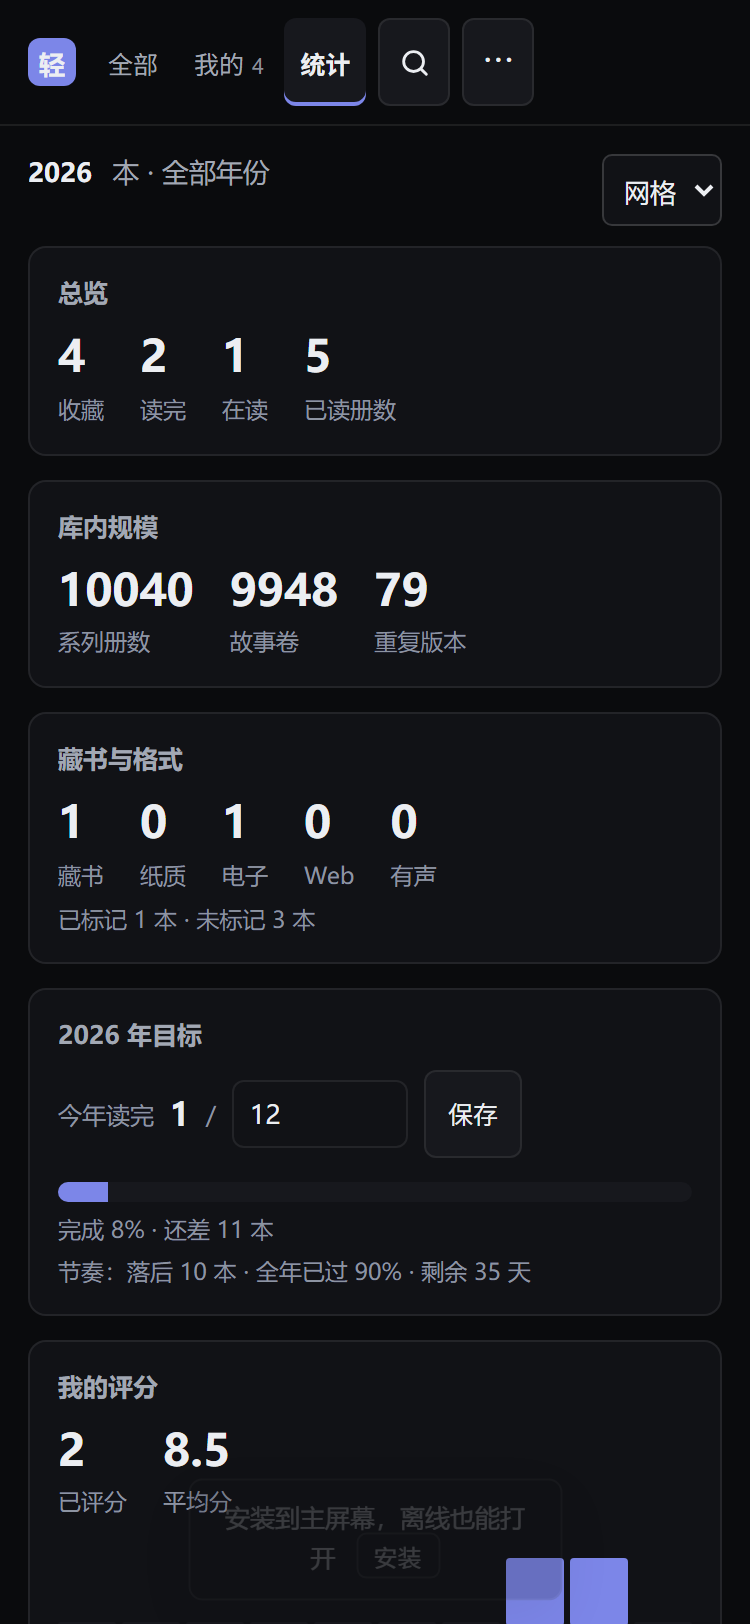 轻 全部 我的 4 统计 ···
2026 本 · 全部年份 网格
总览
4 2 1 5
收藏 读完 在读 已读册数
库内规模
10040 9948 79
系列册数 故事卷 重复版本
藏书与格式
1 0 1 0 0
藏书 纸质 电子 Web 有声
已标记 1 本 · 未标记 3 本
2026 年目标
今年读完 1 / 12 保存
完成 8% · 还差 11 本
节奏：落后 10 本 · 全年已过 90% · 剩余 35 天
我的评分
2 8.5
已评分 平均分
安装到主屏幕，离线也能打
开 安装